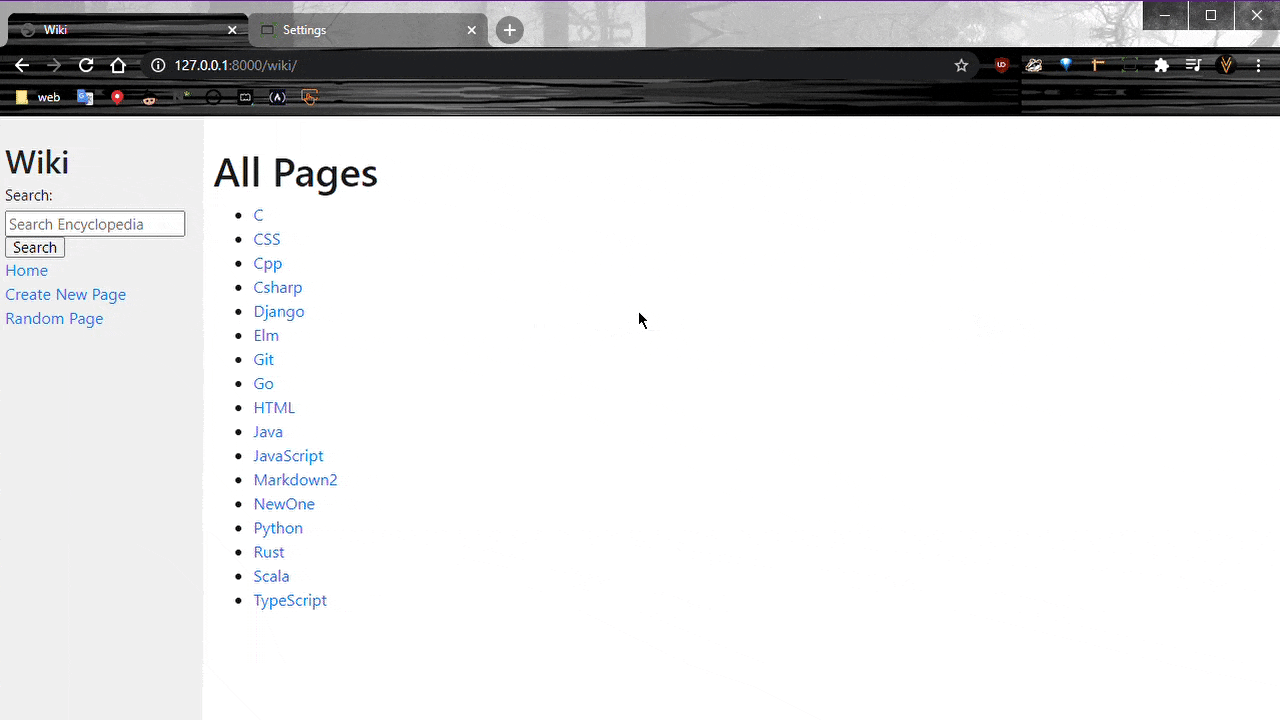 Wiki
Settings
127.0.0.1:8000/wiki/
web
Wiki
Search:
Search Encyclopedia
Search
Home
Create New Page
Random Page
All Pages
C
CSS
Cpp
Csharp
Django
Elm
Git
Go
HTML
Java
JavaScript
Markdown2
NewOne
Python
Rust
Scala
TypeScript